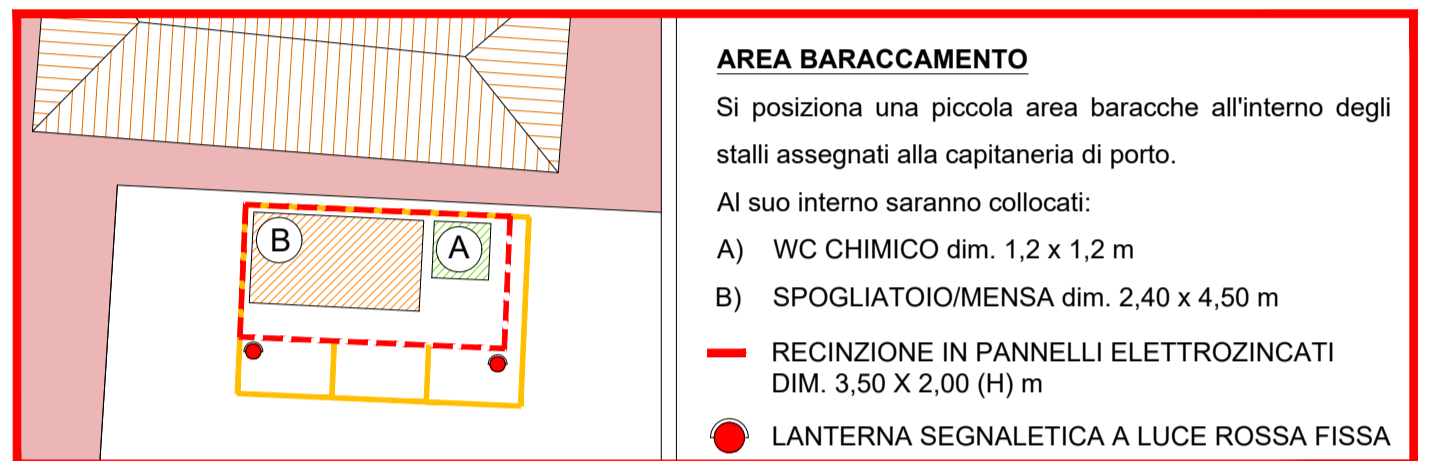 AREA BARACCAMENTO
Si posiziona una piccola area baracche all'interno degli
stalli assegnati alla capitaneria di porto.
Al suo interno saranno collocati:
A) WC CHIMICO dim. 1,2 x 1,2 m
B) SPOGLIATOIO/MENSA dim. 2,40 x 4,50 m
RECINZIONE IN PANNELLI ELETTROZINCATI
DIM. 3,50 X 2,00 (H) m
LANTERNA SEGNALETICA A LUCE ROSSA FISSA
B
A